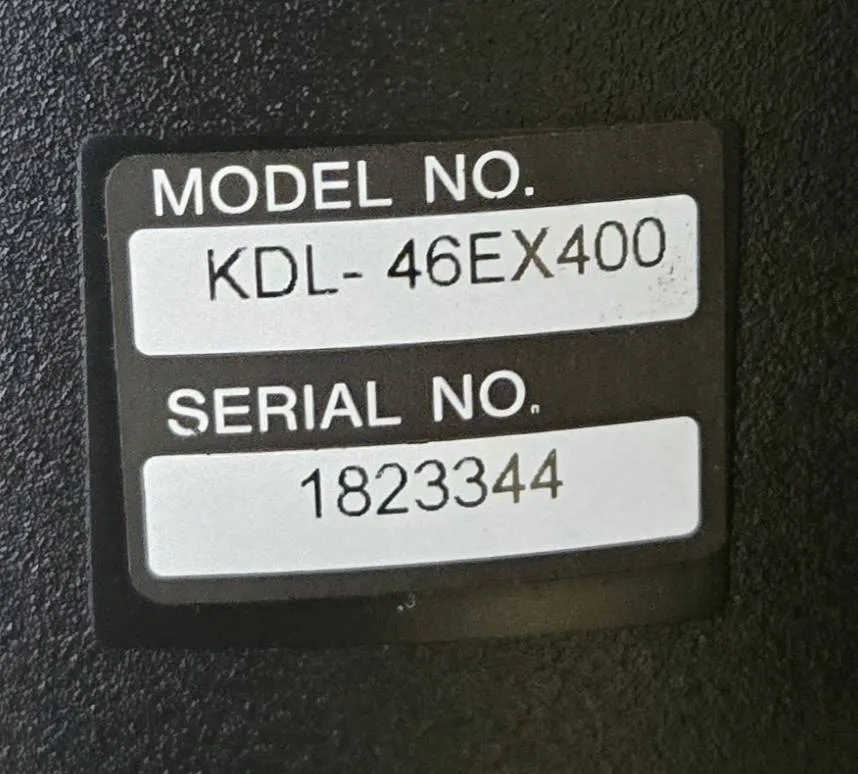 MODEL NO.
KDL- 46EX400
SERIAL NO.
1823344